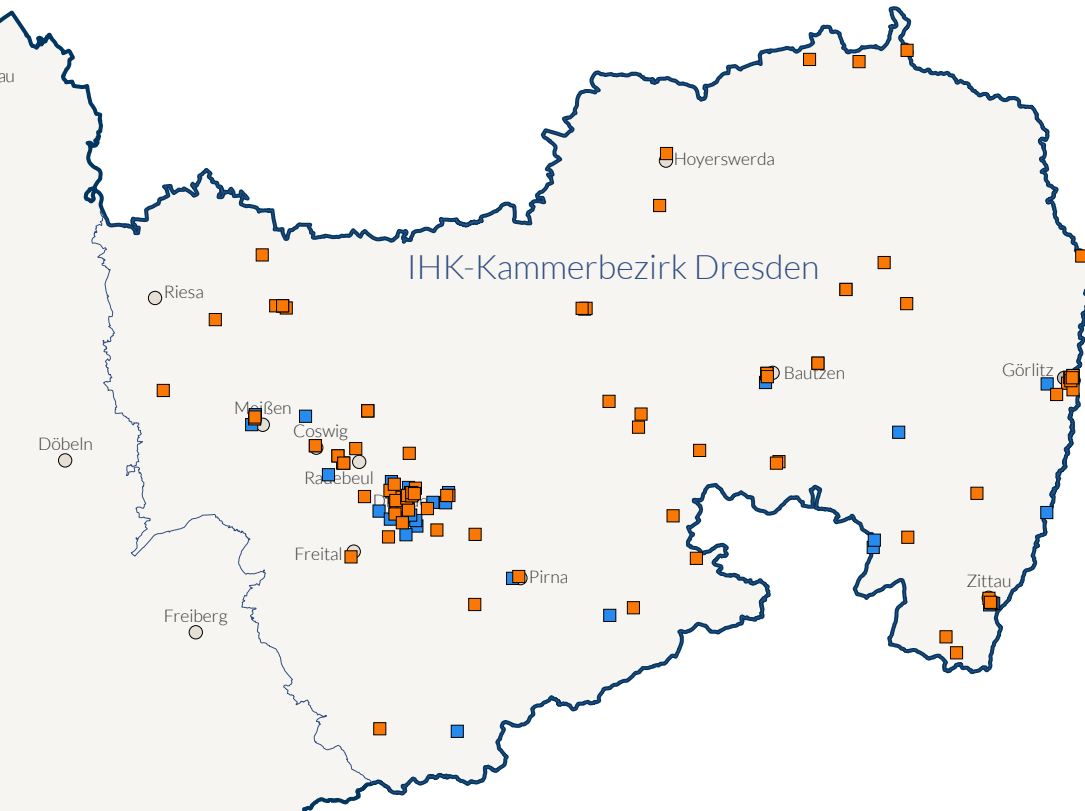 au
Hoyerswerda
IHK-Kammerbezirk Dresden
Riesa
Görlitz
Bautzen
Meißen
Coswig
Döbeln
Radebeul
Freital
Pirna
Zittau
Freiberg